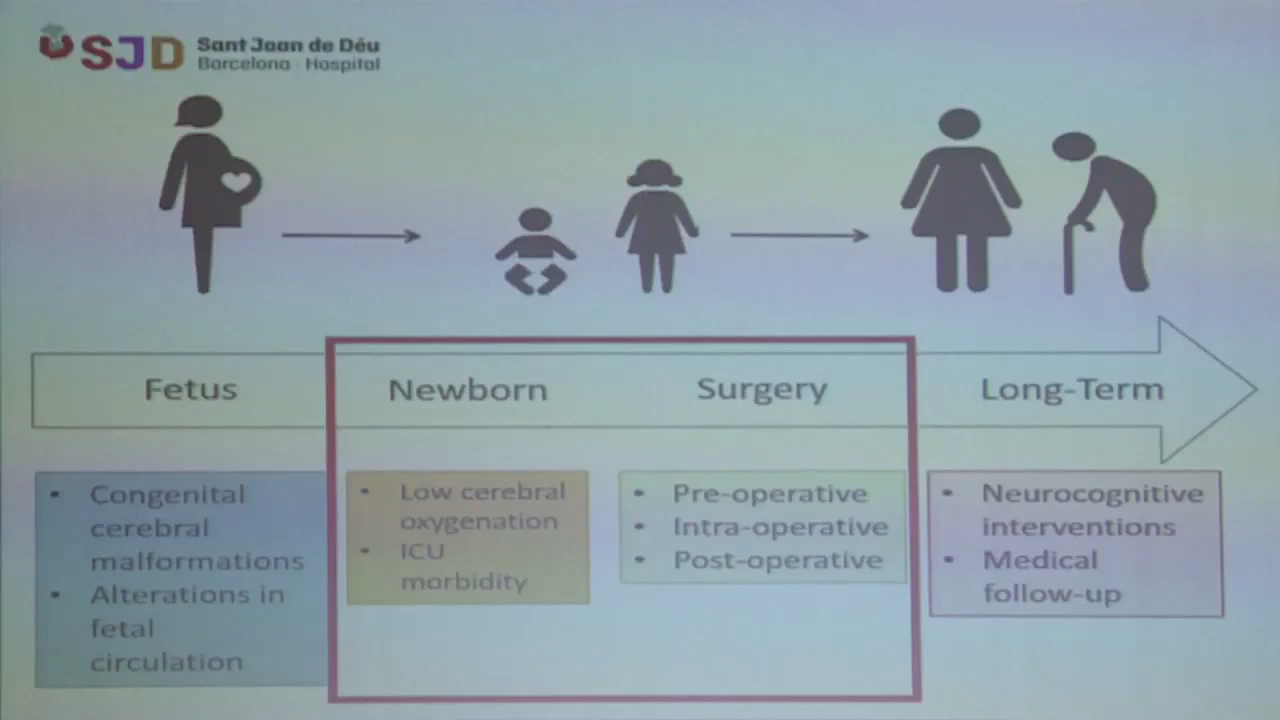 SJD Sant Joan de Déu
Barcelona · Hospital
Fetus
Newborn
Surgery
Long-Term
• Congenital
cerebral
malformations
• Alterations in
fetal
circulation
• Low cerebral
oxygenation
• ICU
morbidity
• Pre-operative
• Intra-operative
• Post-operative
• Neurocognitive
interventions
• Medical
follow-up